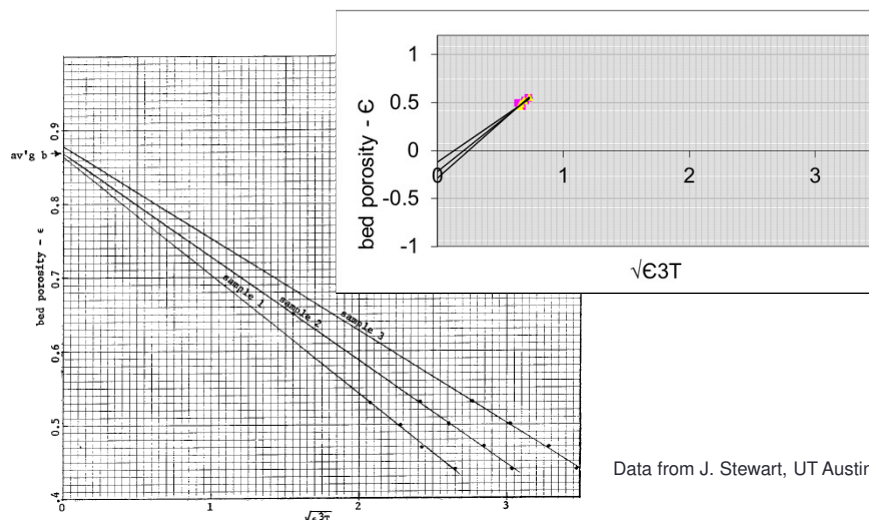 1
0.5
0
-0.5
-1
0
1
2
3
bed porosity - Є
√Є3T
0.9
av'g b
0.8
0.7
0.6
0.5
0.4
bed porosity - ε
sample 1
sample 2
sample 3
0
1
2
3
√ε3T
Data from J. Stewart, UT Austin